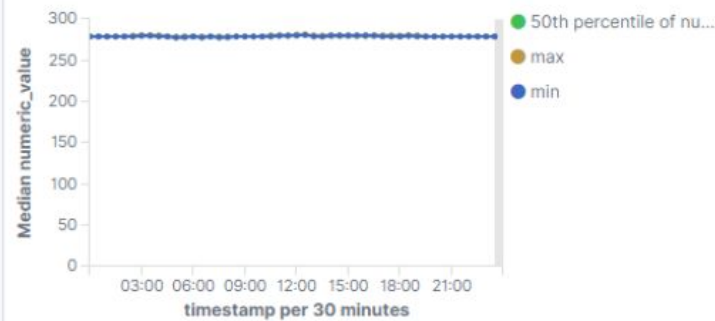 300
250
200
150
100
50
0
Median numeric_value
03:00 06:00 09:00 12:00 15:00 18:00 21:00
timestamp per 30 minutes
50th percentile of nu...
max
min